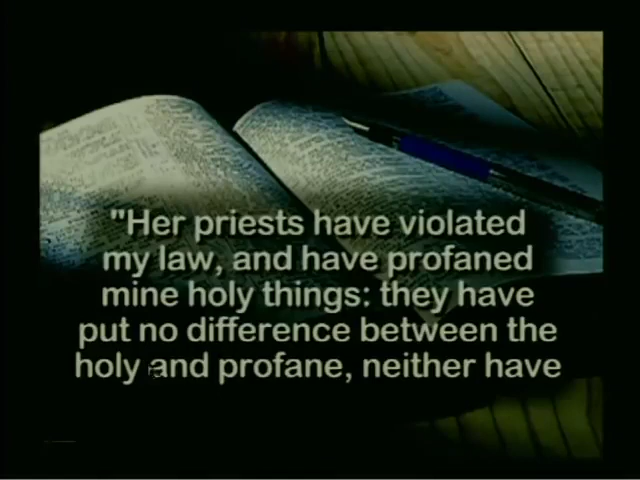 "Her priests have violated
my law, and have profaned
mine holy things: they have
put no difference between the
holy and profane, neither have